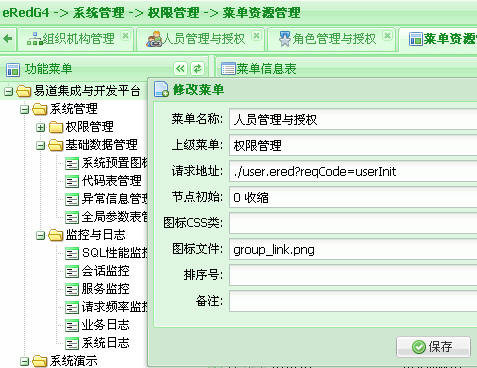 eRedG4 -> 系统管理 -> 权限管理 -> 菜单资源管理
组织机构管理 人员管理与授权 角色管理与授权 菜单资源
功能菜单 菜单信息表
易道集成与开发平台
系统管理
权限管理
基础数据管理
系统预置图标
代码表管理
异常信息管理
全局参数表管
监控与日志
SQL性能监控
会话监控
服务监控
请求频率监控
业务日志
系统日志
系统演示
修改菜单
菜单名称: 人员管理与授权
上级菜单: 权限管理
请求地址: ./user.ered?reqCode=userInit
节点初始: 0 收缩
图标CSS类:
图标文件: group_link.png
排序号:
备注:
保存